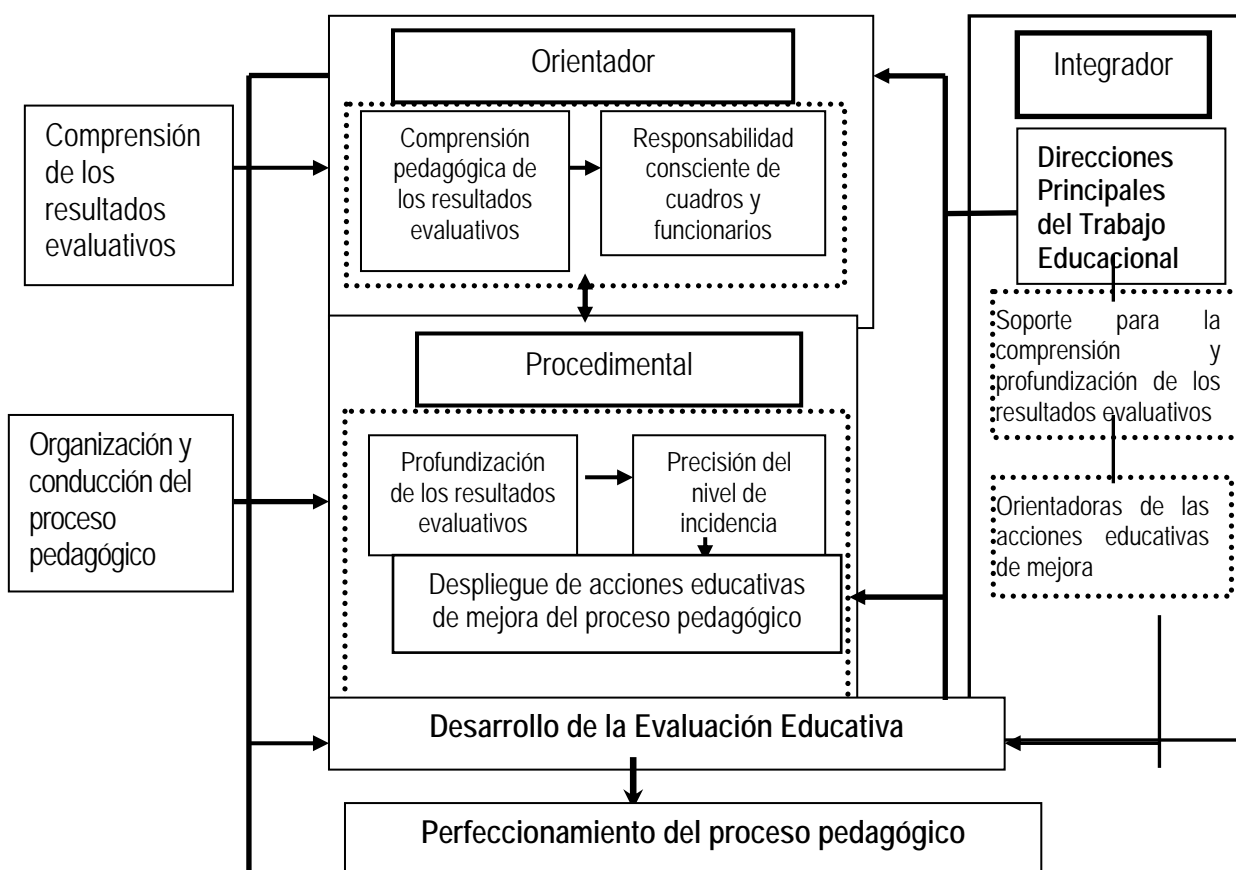 Orientador
Integrador
Comprensión
de los
resultados
evaluativos
Comprensión
pedagógica de
los resultados
evaluativos
Responsabilidad
consciente de
cuadros y
funcionarios
Direcciones
Principales
del Trabajo
Educacional
Soporte para la
comprensión y
profundización de los
resultados evaluativos
Procedimental
Organización y
conducción del
proceso
pedagógico
Profundización
de los resultados
evaluativos
Precisión del
nivel de
incidencia
Orientadoras de las
acciones educativas
de mejora
Despliegue de acciones educativas
de mejora del proceso pedagógico
Desarrollo de la Evaluación Educativa
Perfeccionamiento del proceso pedagógico